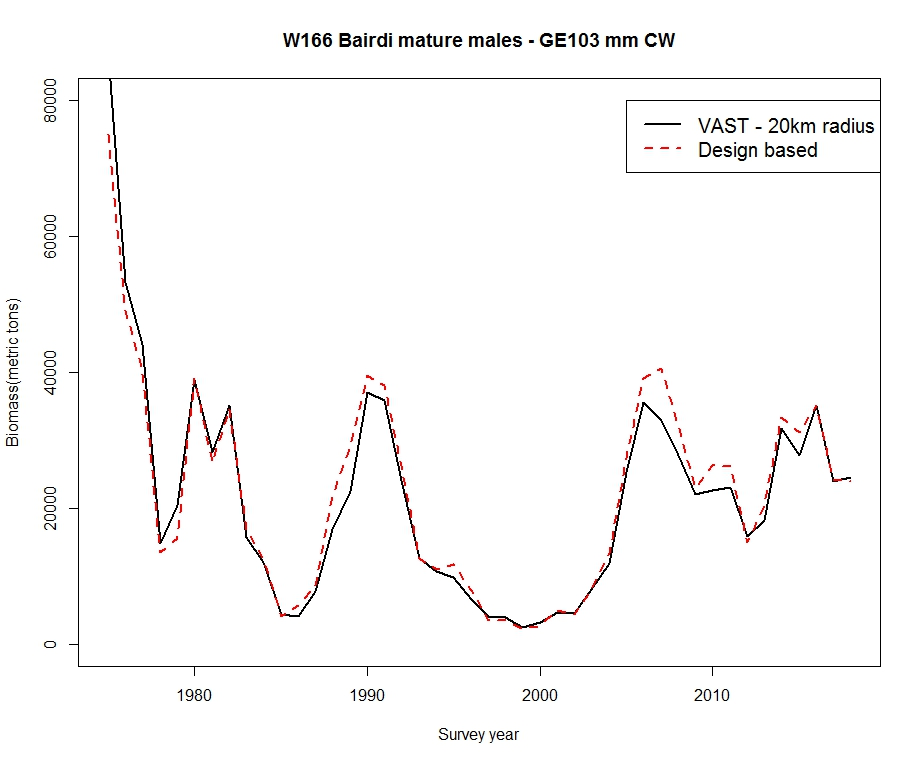 W166 Bairdi mature males - GE103 mm CW
VAST - 20km radius
Design based
Biomass(metric tons)
80000
60000
40000
20000
0
1980 1990 2000 2010
Survey year